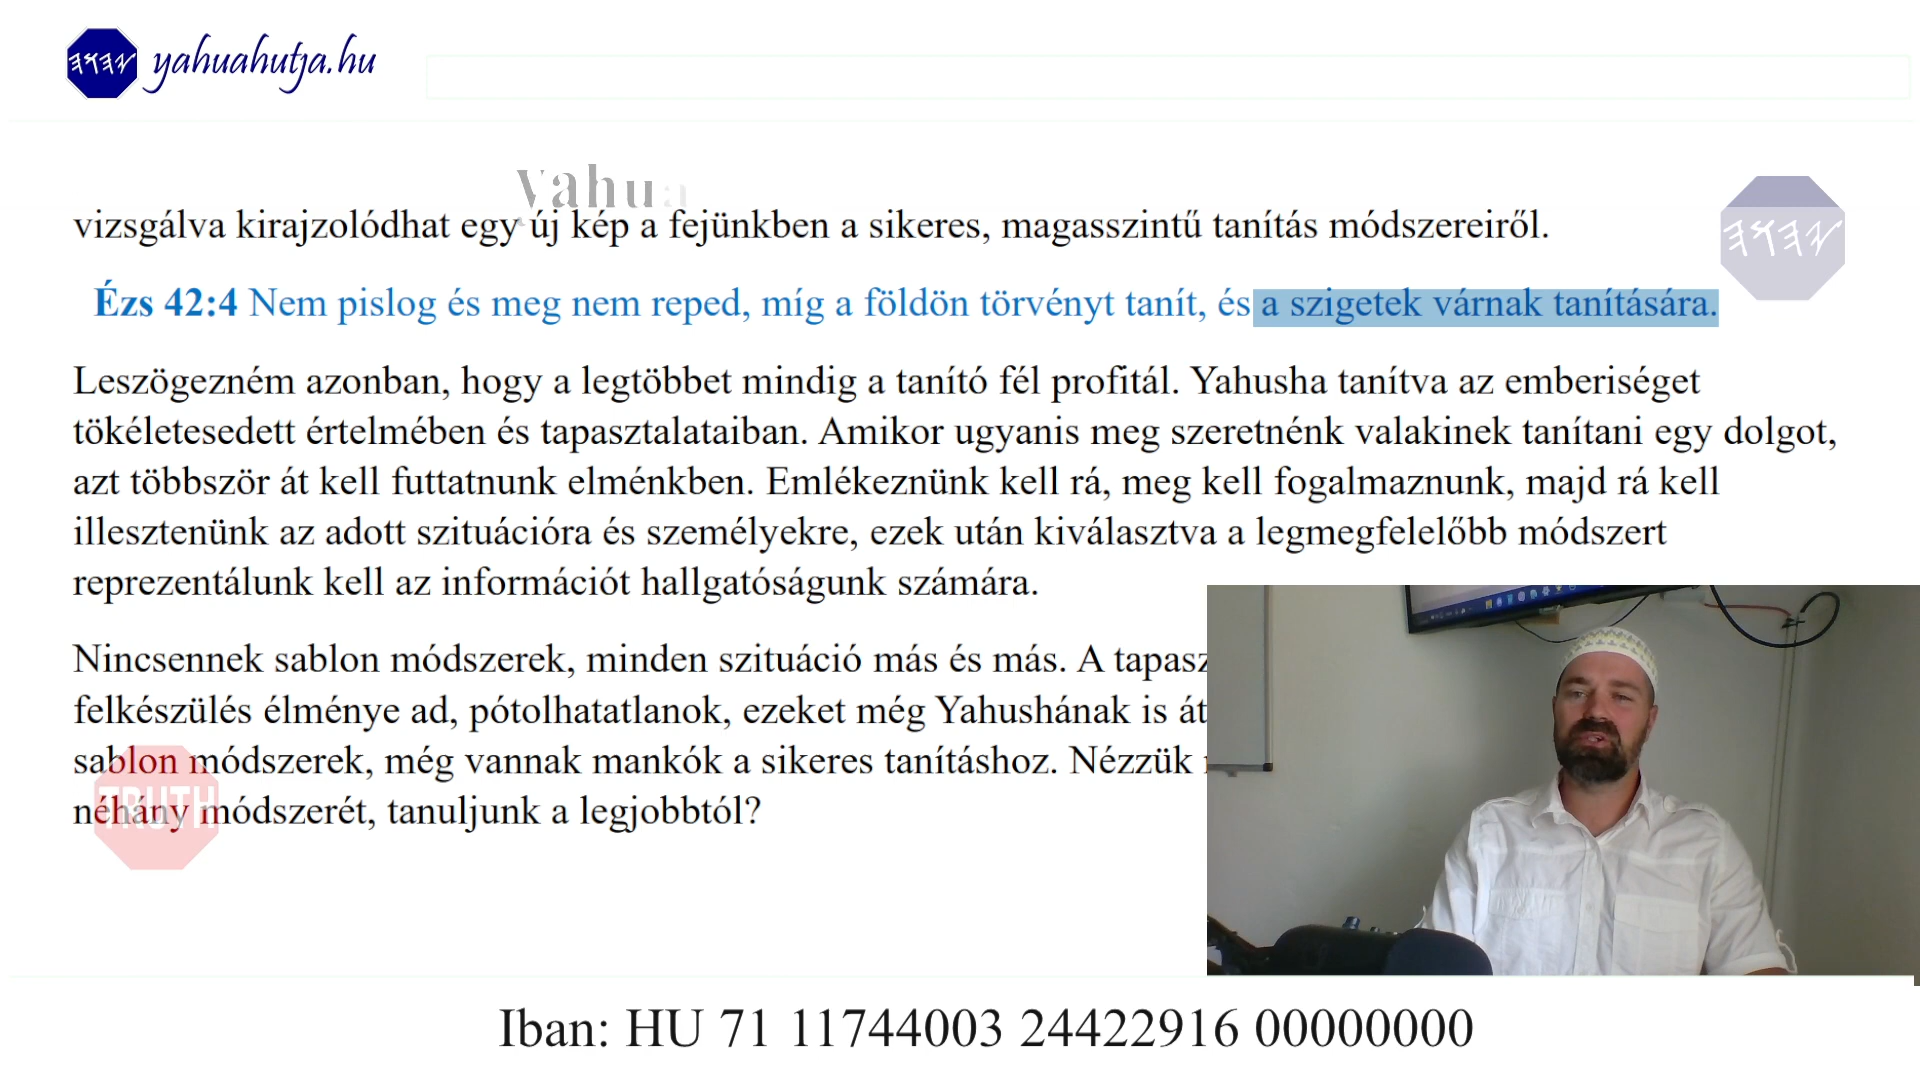 yahuahutja.hu
Yahua
vizsgálva kirajzolódhat egy új kép a fejünkben a sikeres, magasszintű tanítás módszereiről.
Ézs 42:4 Nem pislog és meg nem reped, míg a földön törvényt tanít, és a szigetek várnak tanítására.
Leszögezném azonban, hogy a legtöbbet mindig a tanító fél profitál. Yahusha tanítva az emberiséget
tökéletesedett értelmében és tapasztalataiban. Amikor ugyanis meg szeretnénk valakinek tanítani egy dolgot,
azt többször át kell futtatnunk elménkben. Emlékeznünk kell rá, meg kell fogalmaznunk, majd rá kell
illesztenünk az adott szituációra és személyekre, ezek után kiválasztva a legmegfelelőbb módszert
reprezentálunk kell az információt hallgatóságunk számára.
Nincsennek sablon módszerek, minden szituáció más és más. A tapasz
felkészülés élménye ad, pótolhatatlanok, ezeket még Yahushának is át
sablon módszerek, még vannak mankók a sikeres tanításhoz. Nézzük
néhány módszerét, tanuljunk a legjobbtól?
TRUTH
Iban: HU 71 11744003 24422916 00000000